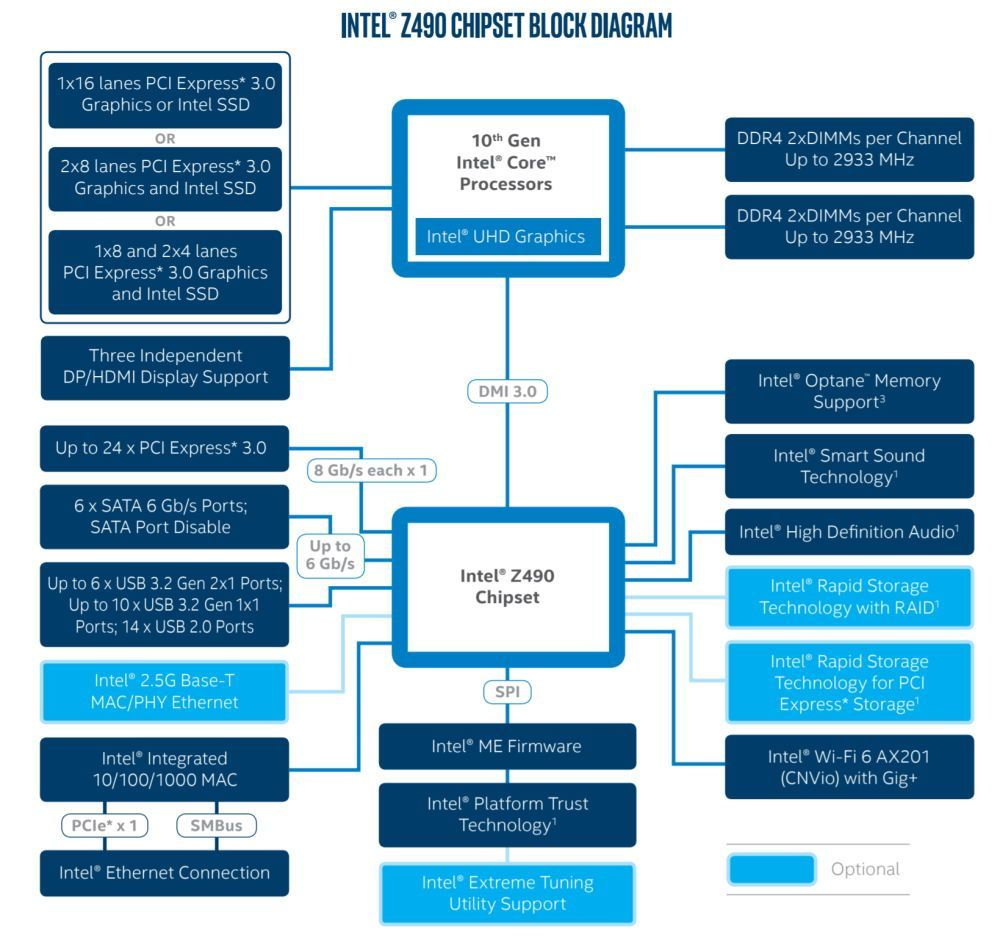 INTEL® Z490 CHIPSET BLOCK DIAGRAM
1x16 lanes PCI Express* 3.0
Graphics or Intel SSD
OR
2x8 lanes PCI Express* 3.0
Graphics and Intel SSD
OR
1x8 and 2x4 lanes
PCI Express* 3.0 Graphics
and Intel SSD
Three Independent
DP/HDMI Display Support
10th Gen
Intel® Core™
Processors
Intel® UHD Graphics
DDR4 2xDIMMs per Channel
Up to 2933 MHz
DDR4 2xDIMMs per Channel
Up to 2933 MHz
DMI 3.0
Up to 24 x PCI Express* 3.0
8 Gb/s each x 1
6 x SATA 6 Gb/s Ports;
SATA Port Disable
Up to
6 Gb/s
Up to 6 x USB 3.2 Gen 2x1 Ports;
Up to 10 x USB 3.2 Gen 1x1
Ports; 14 x USB 2.0 Ports
Intel® 2.5G Base-T
MAC/PHY Ethernet
Intel® Integrated
10/100/1000 MAC
PCIe* x 1
SMBus
Intel® Ethernet Connection
Intel® Z490
Chipset
SPI
Intel® ME Firmware
Intel® Platform Trust
Technology¹
Intel® Extreme Tuning
Utility Support
Intel® Optane™ Memory
Support³
Intel® Smart Sound
Technology¹
Intel® High Definition Audio¹
Intel® Rapid Storage
Technology with RAID¹
Intel® Rapid Storage
Technology for PCI
Express* Storage¹
Intel® Wi-Fi 6 AX201
(CNVio) with Gig+
Optional